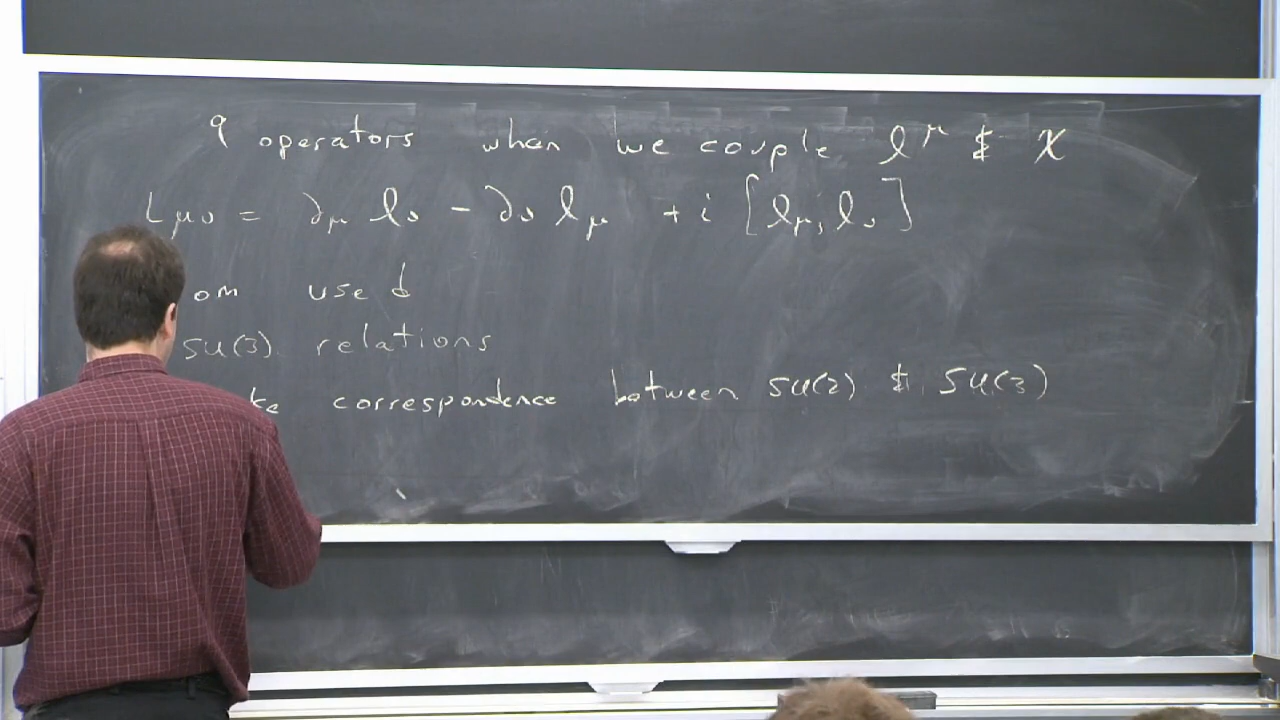 9 operators when we couple ℓ^μ & χ
L_μν = ∂_μ ℓ_ν - ∂_ν ℓ_μ + i [ℓ_μ, ℓ_ν]
om used
SU(3) relations
ke correspondence between SU(2) & SU(3)